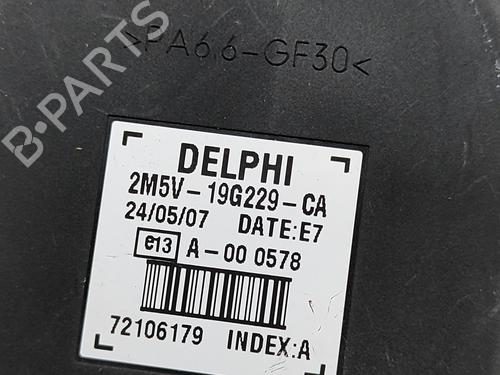 >PA6.6-GF30<
B-PARTS
DELPHI
2M5V-19G229-CA
24/05/07 DATE:E7
e13 A-00 0578
72106179 INDEX:A